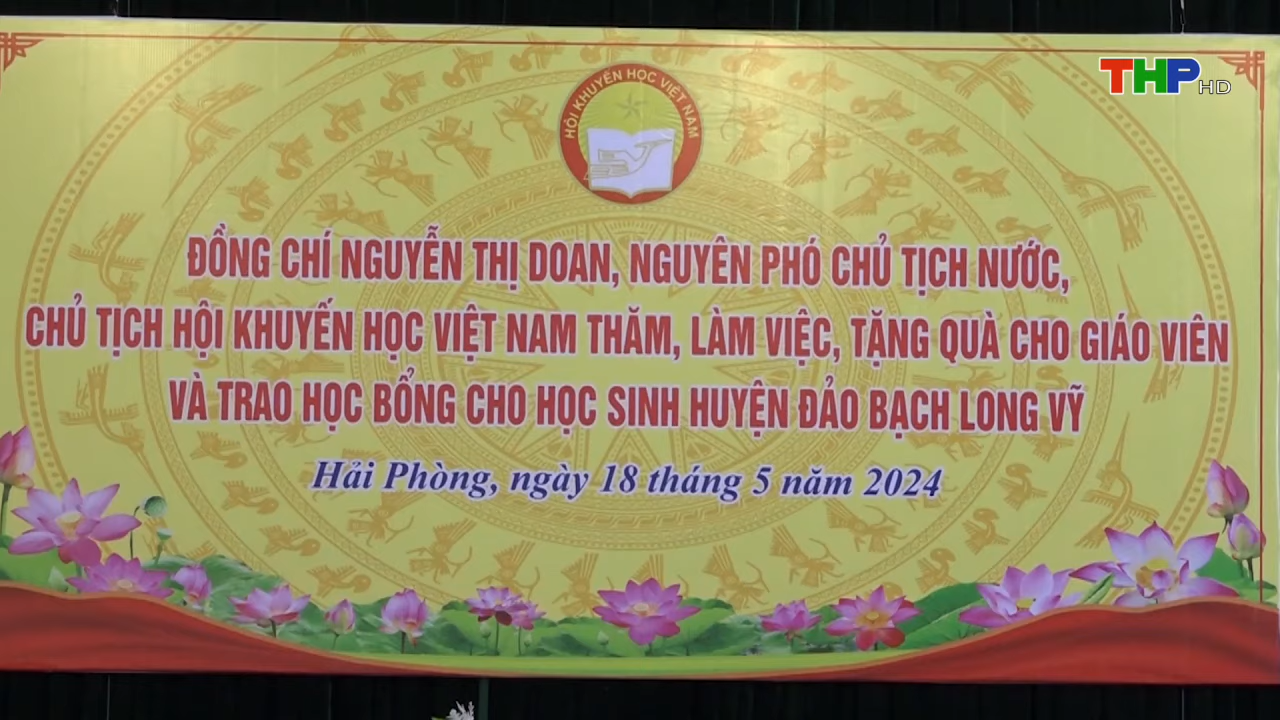 THP HD
HỘI KHUYẾN HỌC VIỆT NAM
ĐỒNG CHÍ NGUYỄN THỊ DOAN, NGUYÊN PHÓ CHỦ TỊCH NƯỚC,
CHỦ TỊCH HỘI KHUYẾN HỌC VIỆT NAM THĂM, LÀM VIỆC, TẶNG QUÀ CHO GIÁO VIÊN
VÀ TRAO HỌC BỔNG CHO HỌC SINH HUYỆN ĐẢO BẠCH LONG VỸ
Hải Phòng, ngày 18 tháng 5 năm 2024